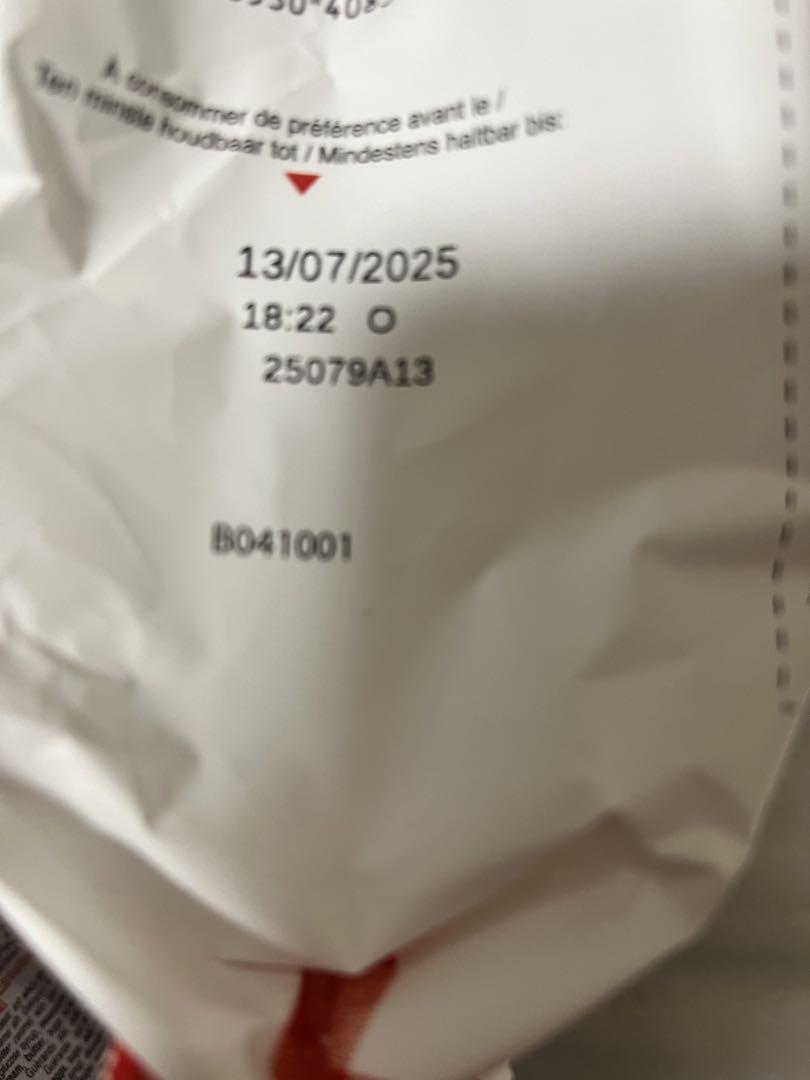 À consommer de préférence avant le /
Ten minste houdbaar tot / Mindestens haltbar bis:
13/07/2025
18:22 O
25079A13
B041001